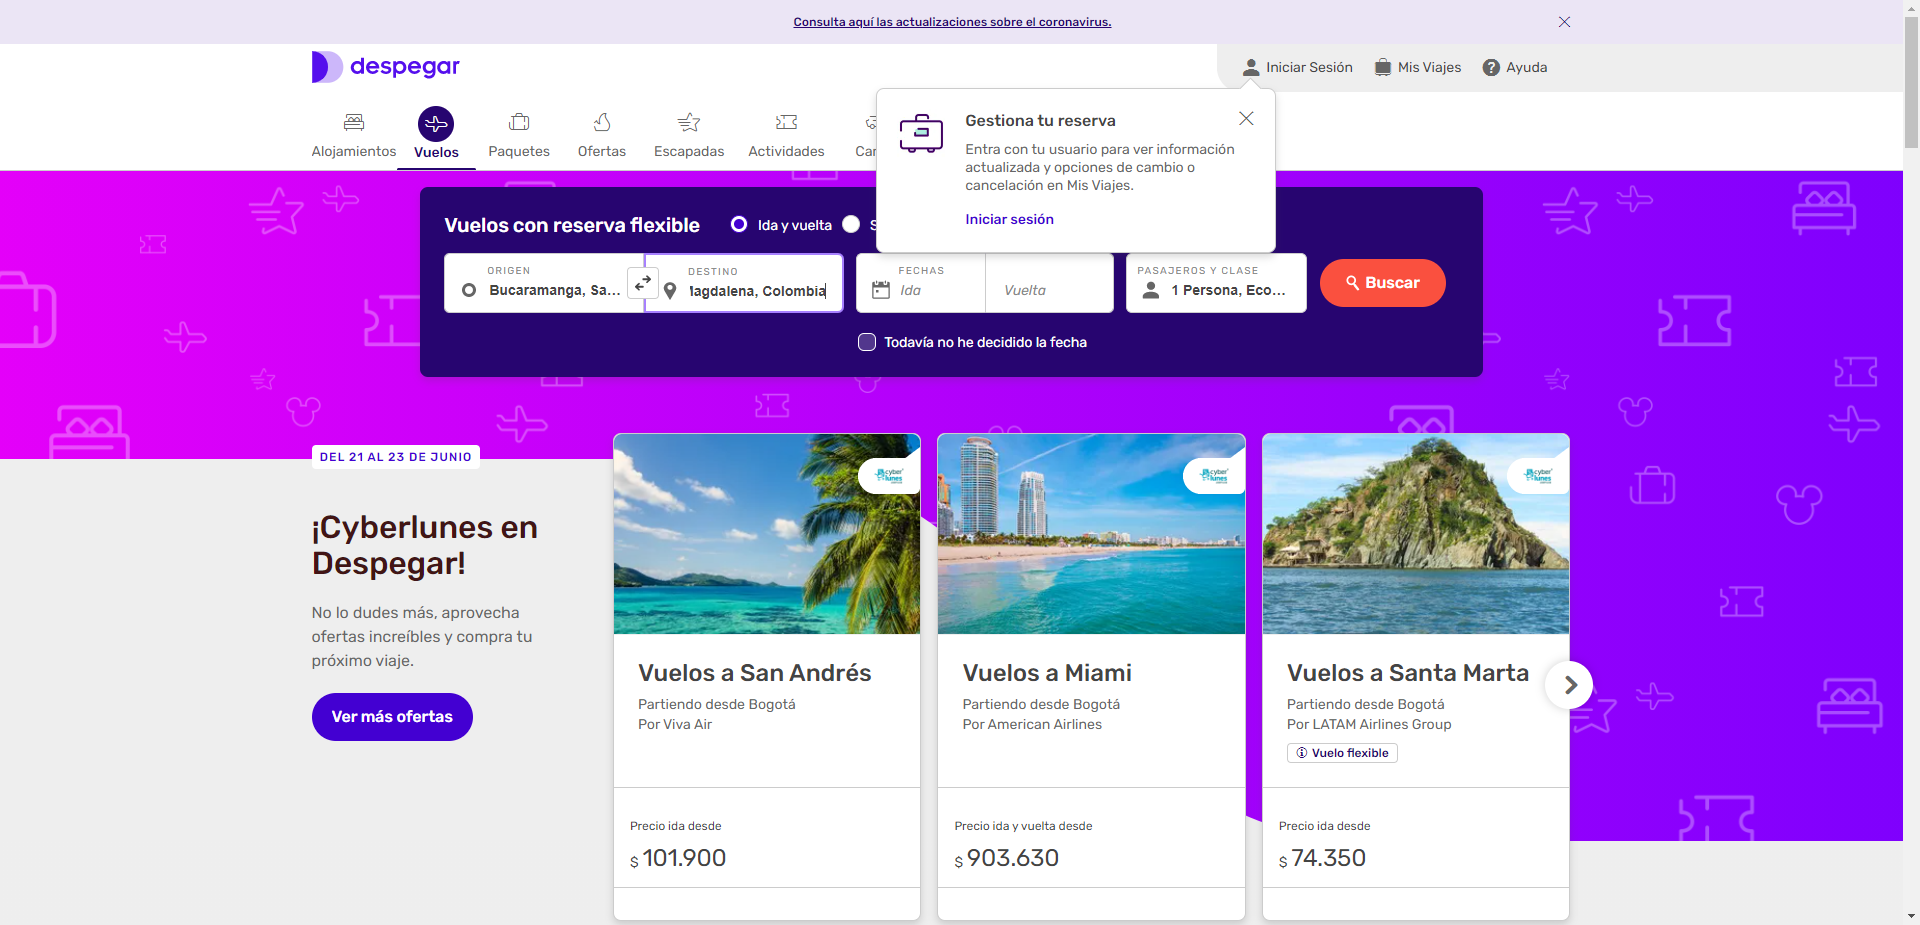 Consulta aquí las actualizaciones sobre el coronavirus.
despegar
Iniciar Sesión
Mis Viajes
Ayuda
Alojamientos
Vuelos
Paquetes
Ofertas
Escapadas
Actividades
Gestiona tu reserva
Entra con tu usuario para ver información
actualizada y opciones de cambio o
cancelación en Mis Viajes.
Iniciar sesión
Vuelos con reserva flexible
Ida y vuelta
ORIGEN
Bucaramanga, Sa...
DESTINO
Magdalena, Colombia
FECHAS
Ida
Vuelta
PASAJEROS Y CLASE
1 Persona, Eco...
Buscar
Todavía no he decidido la fecha
DEL 21 AL 23 DE JUNIO
¡Cyberlunes en
Despegar!
No lo dudes más, aprovecha
ofertas increíbles y compra tu
próximo viaje.
Ver más ofertas
cyber
lunes
Vuelos a San Andrés
Partiendo desde Bogotá
Por Viva Air
Precio ida desde
$ 101.900
cyber
lunes
Vuelos a Miami
Partiendo desde Bogotá
Por American Airlines
Precio ida y vuelta desde
$ 903.630
cyber
lunes
Vuelos a Santa Marta
Partiendo desde Bogotá
Por LATAM Airlines Group
Vuelo flexible
Precio ida desde
$ 74.350